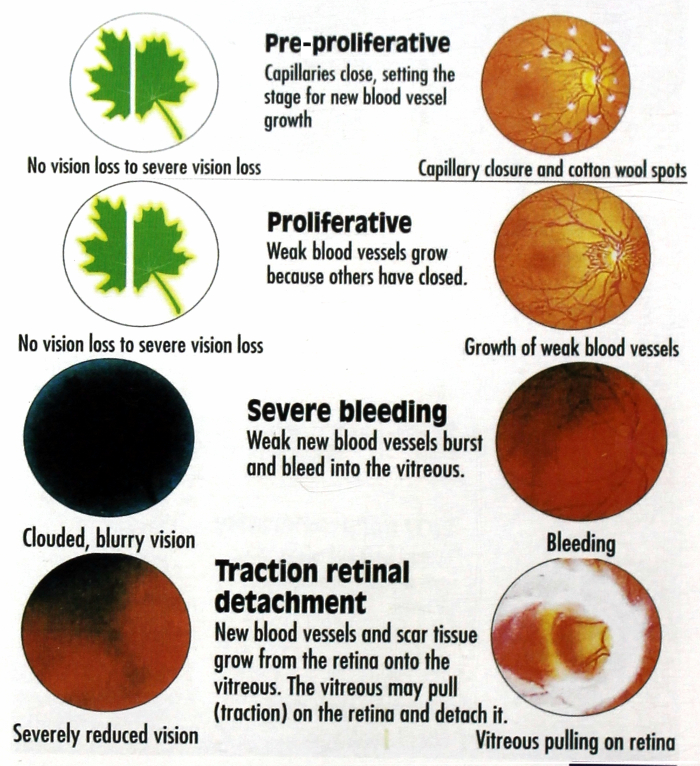 Pre-proliferative
Capillaries close, setting the
stage for new blood vessel
growth
No vision loss to severe vision loss
Capillary closure and cotton wool spots
Proliferative
Weak blood vessels grow
because others have closed.
No vision loss to severe vision loss
Growth of weak blood vessels
Severe bleeding
Weak new blood vessels burst
and bleed into the vitreous.
Clouded, blurry vision
Bleeding
Traction retinal
detachment
New blood vessels and scar tissue
grow from the retina onto the
vitreous. The vitreous may pull
(traction) on the retina and detach it.
Severely reduced vision
Vitreous pulling on retina